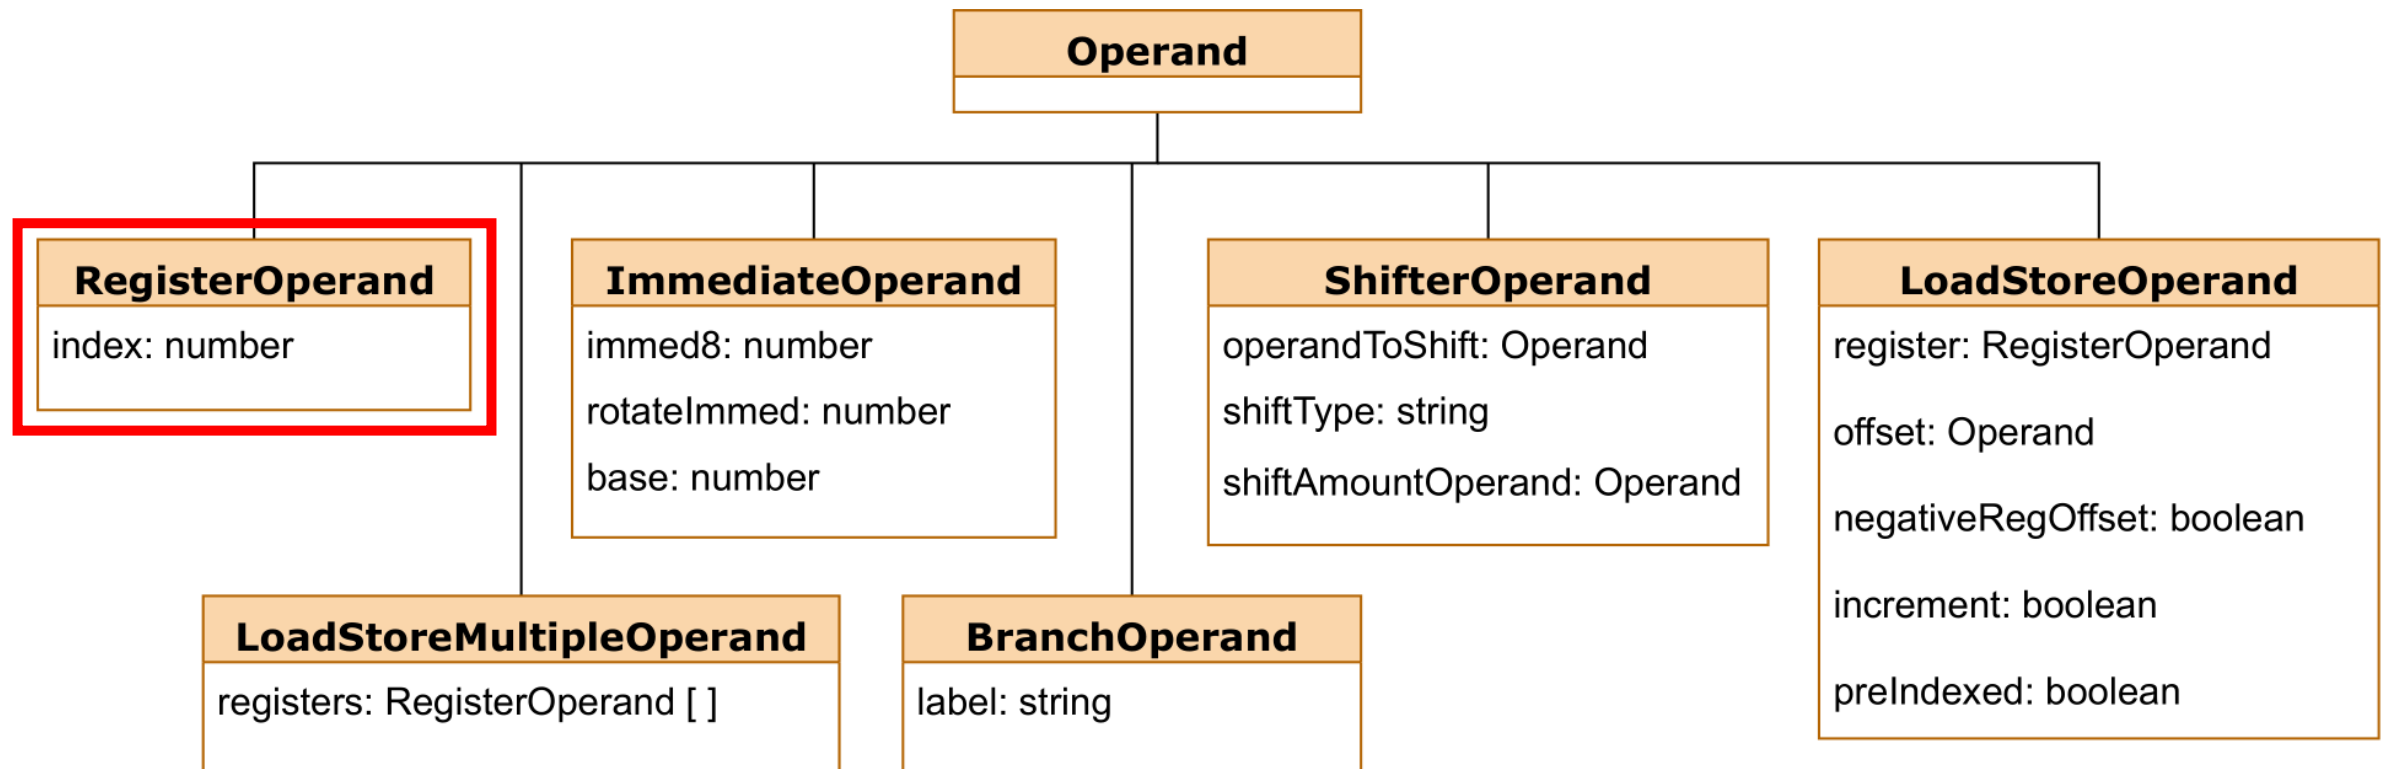 Operand
RegisterOperand
index: number
ImmediateOperand
immed8: number
rotateImmed: number
base: number
ShifterOperand
operandToShift: Operand
shiftType: string
shiftAmountOperand: Operand
LoadStoreOperand
register: RegisterOperand
offset: Operand
negativeRegOffset: boolean
increment: boolean
preIndexed: boolean
LoadStoreMultipleOperand
registers: RegisterOperand [ ]
BranchOperand
label: string